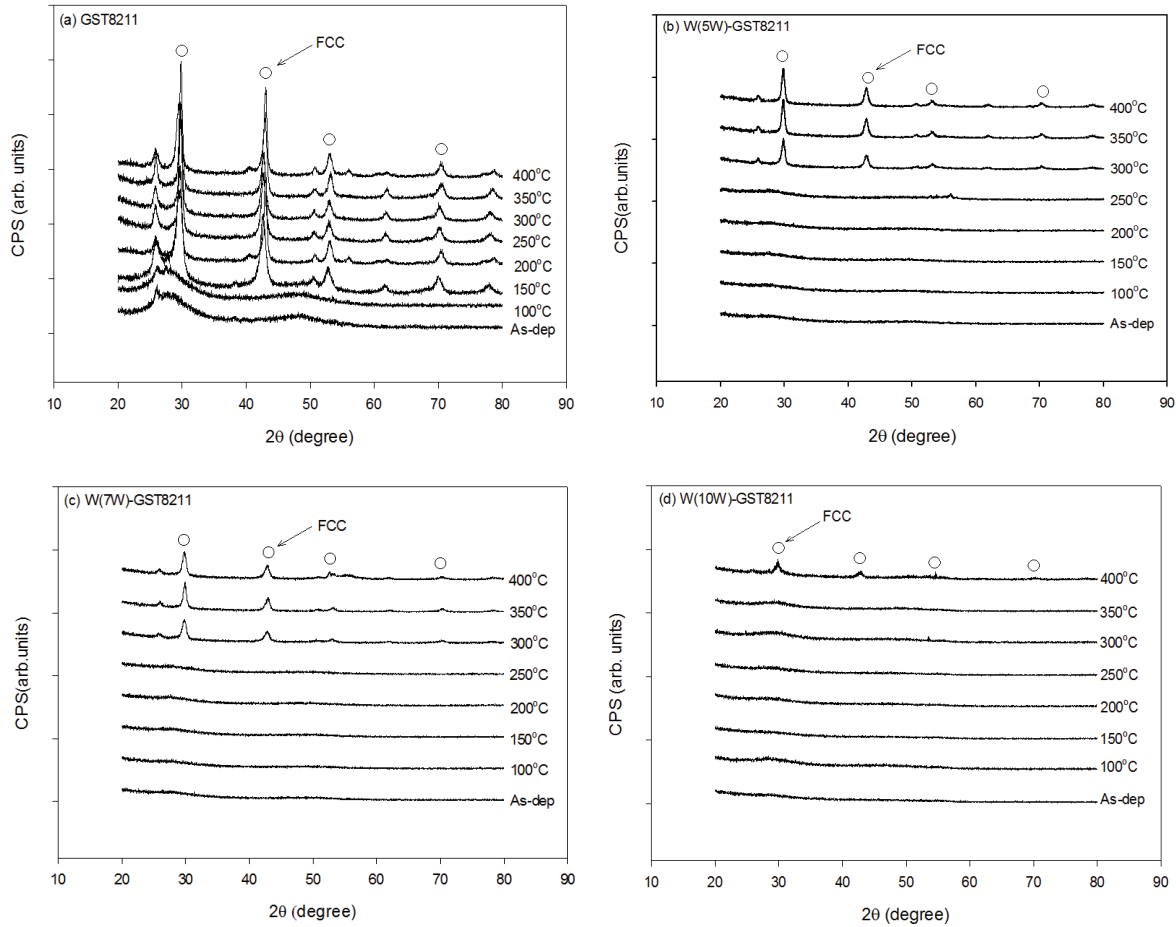 (a) GST8211
FCC
400°C
350°C
300°C
250°C
200°C
150°C
100°C
As-dep
CPS (arb. units)
10 20 30 40 50 60 70 80 90
2θ (degree)
(b) W(5W)-GST8211
FCC
400°C
350°C
300°C
250°C
200°C
150°C
100°C
As-dep
CPS(arb.units)
10 20 30 40 50 60 70 80 90
2θ (degree)
(c) W(7W)-GST8211
FCC
400°C
350°C
300°C
250°C
200°C
150°C
100°C
As-dep
CPS(arb.units)
10 20 30 40 50 60 70 80 90
2θ (degree)
(d) W(10W)-GST8211
FCC
400°C
350°C
300°C
250°C
200°C
150°C
100°C
As-dep
CPS (arb. units)
10 20 30 40 50 60 70 80 90
2θ (degree)